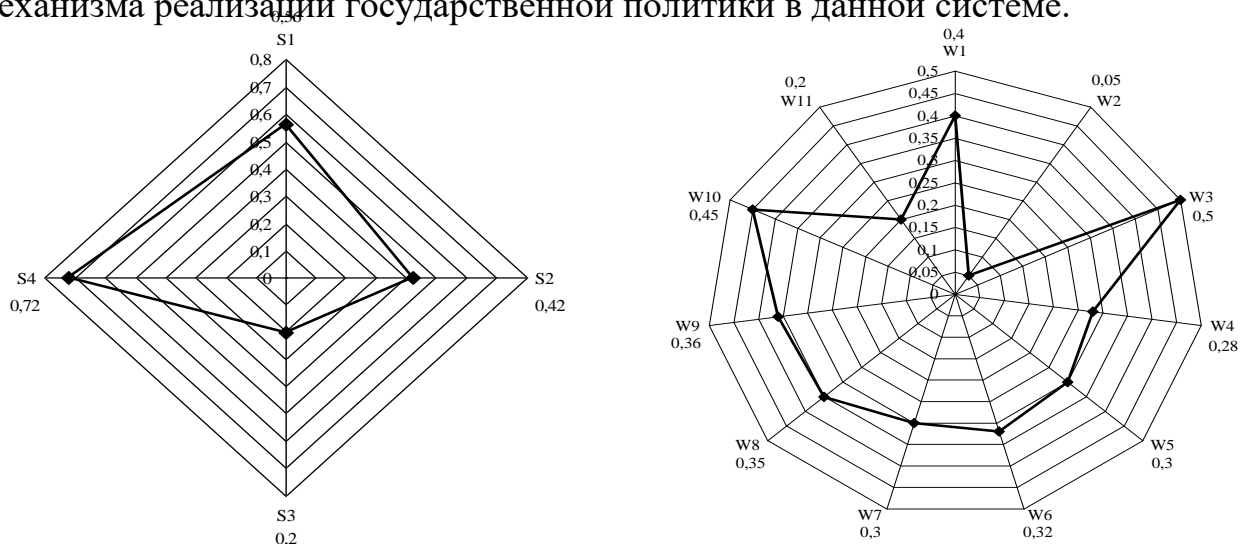 еханизма реализации государственной политики в данной системе.
0,56
S1
0,8
0,7
0,6
0,5
0,4
0,3
0,2
0,1
0
S4
0,72
S2
0,42
S3
0,2
0,4
W1
0,5
0,45
0,4
0,35
0,3
0,25
0,2
0,15
0,1
0,05
0
0,05
W2
W3
0,5
W4
0,28
W5
0,3
W6
0,32
W7
0,3
W8
0,35
W9
0,36
W10
0,45
0,2
W11